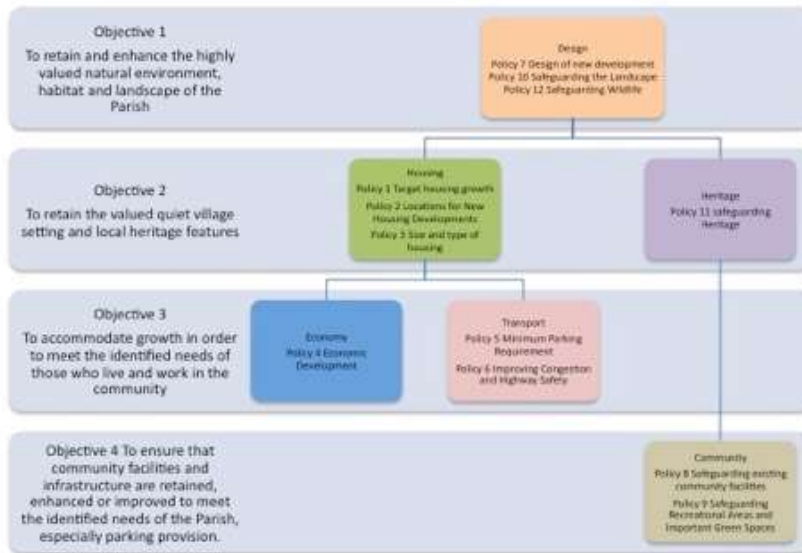 Objective 1
To retain and enhance the highly
valued natural environment,
habitat and landscape of the
Parish
Design
Policy 7 Design of new development
Policy 10 Safeguarding the Landscape
Policy 12 Safeguarding Wildlife
Objective 2
To retain the valued quiet village
setting and local heritage features
Housing
Policy 1 Target housing growth
Policy 2 Locations for New
Housing Developments
Policy 3 Size and type of
housing
Heritage
Policy 11 safeguarding
Heritage
Objective 3
To accommodate growth in order
to meet the identified needs of
those who live and work in the
community
Economy
Policy 4 Economic
Development
Transport
Policy 5 Minimum Parking
Requirement
Policy 6 Improving Congestion
and Highway Safety
Objective 4 To ensure that
community facilities and
infrastructure are retained,
enhanced or improved to meet
the identified needs of the Parish,
especially parking provision.
Community
Policy 8 Safeguarding existing
community facilities
Policy 9 Safeguarding
Recreational Areas and
Important Green Spaces